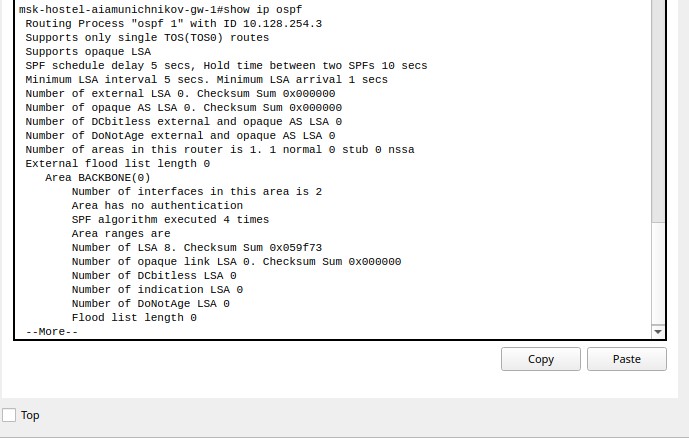 msk-hostel-aiamunichnikov-gw-1#show ip ospf
Routing Process "ospf 1" with ID 10.128.254.3
Supports only single TOS(TOS0) routes
Supports opaque LSA
SPF schedule delay 5 secs, Hold time between two SPFs 10 secs
Minimum LSA interval 5 secs. Minimum LSA arrival 1 secs
Number of external LSA 0. Checksum Sum 0x000000
Number of opaque AS LSA 0. Checksum Sum 0x000000
Number of DCbitless external and opaque AS LSA 0
Number of DoNotAge external and opaque AS LSA 0
Number of areas in this router is 1. 1 normal 0 stub 0 nssa
External flood list length 0
Area BACKBONE(0)
Number of interfaces in this area is 2
Area has no authentication
SPF algorithm executed 4 times
Area ranges are
Number of LSA 8. Checksum Sum 0x059f73
Number of opaque link LSA 0. Checksum Sum 0x000000
Number of DCbitless LSA 0
Number of indication LSA 0
Number of DoNotAge LSA 0
Flood list length 0
--More--
Copy Paste
Top